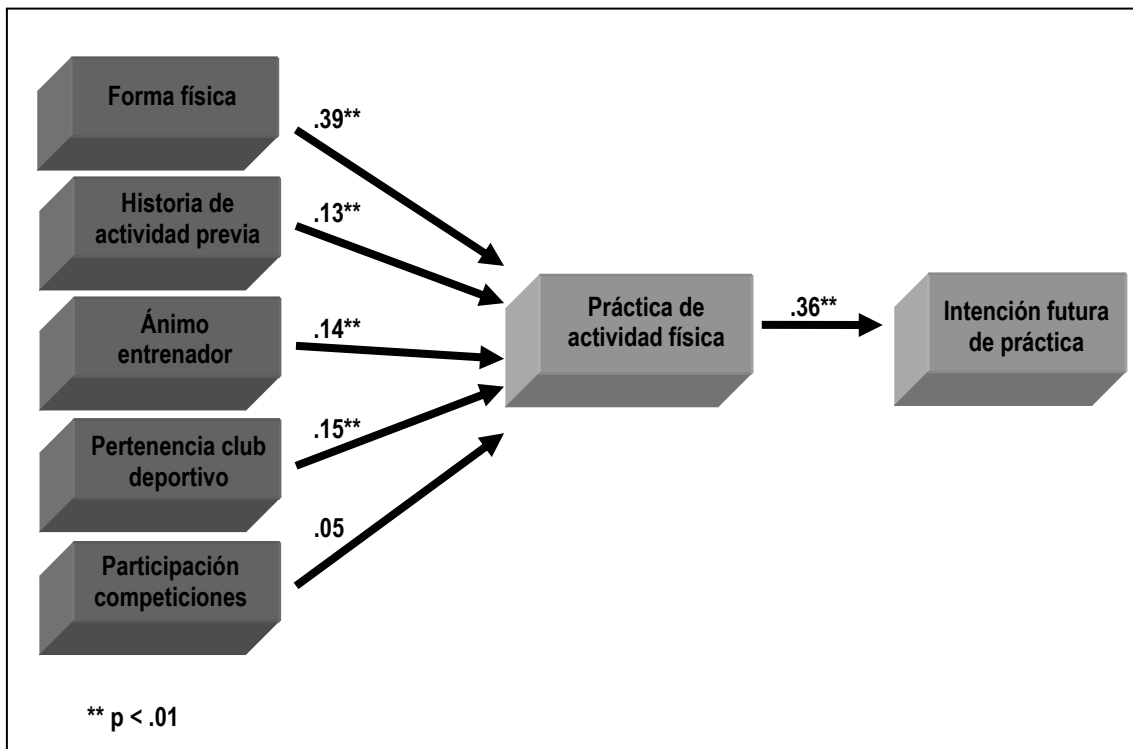 Forma física
.39**
Historia de
actividad previa
.13**
Ánimo
entrenador
.14**
Pertenencia club
deportivo
.15**
Participación
competiciones
.05
Práctica de
actividad física
.36**
Intención futura
de práctica
** p < .01